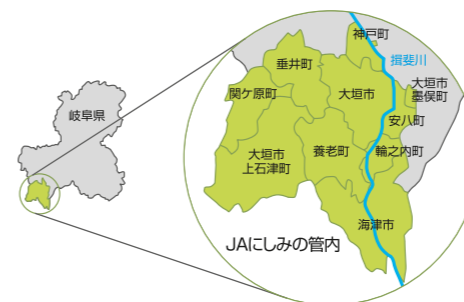 岐阜県
神戸町
揖斐川
垂井町
大垣市
墨俣町
関ケ原町
大垣市
安八町
大垣市
上石津町
養老町
輪之内町
海津市
JAにしみの管内